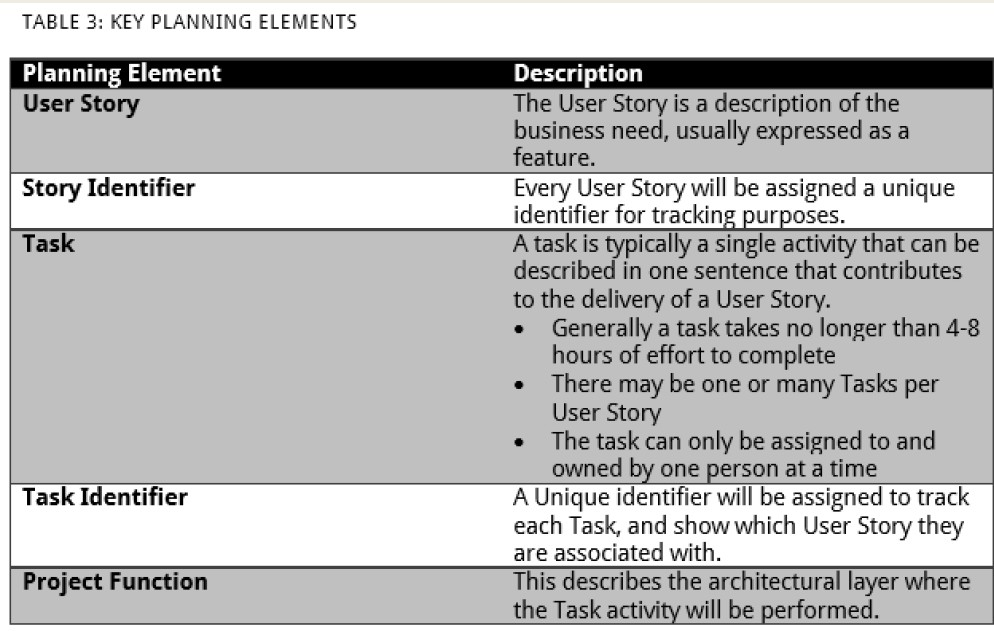 TABLE 3: KEY PLANNING ELEMENTS
Planning Element Description
User Story The User Story is a description of the
business need, usually expressed as a
feature.
Story Identifier Every User Story will be assigned a unique
identifier for tracking purposes.
Task A task is typically a single activity that can be
described in one sentence that contributes
to the delivery of a User Story.
• Generally a task takes no longer than 4-8
hours of effort to complete
• There may be one or many Tasks per
User Story
• The task can only be assigned to and
owned by one person at a time
Task Identifier A Unique identifier will be assigned to track
each Task, and show which User Story they
are associated with.
Project Function This describes the architectural layer where
the Task activity will be performed.